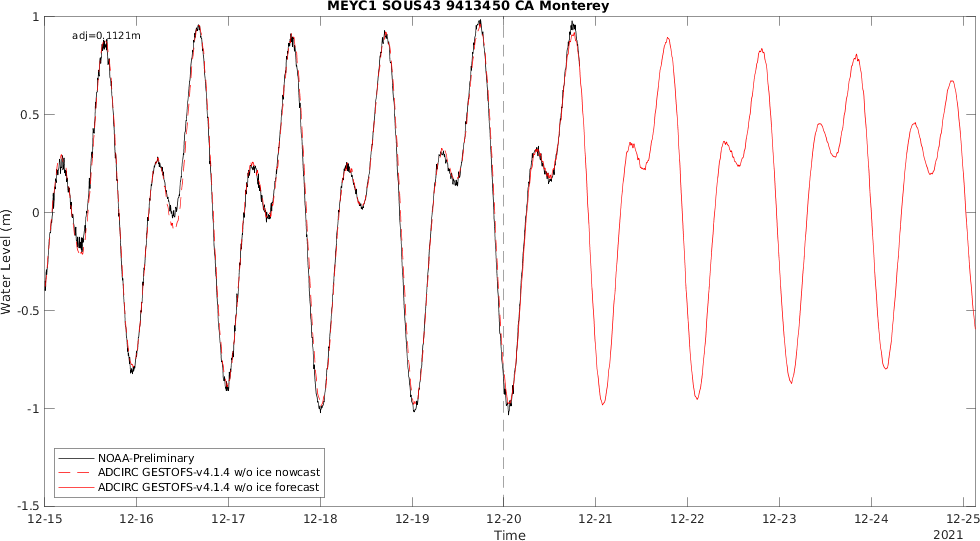 MEYC1 SOUS43 9413450 CA Monterey
adj=0.1121m
1
0.5
0
-0.5
-1
-1.5
Water Level (m)
NOAA-Preliminary
ADCIRC GESTOFS-v4.1.4 w/o ice nowcast
ADCIRC GESTOFS-v4.1.4 w/o ice forecast
12-15 12-16 12-17 12-18 12-19 12-20 12-21 12-22 12-23 12-24 12-25
Time
2021